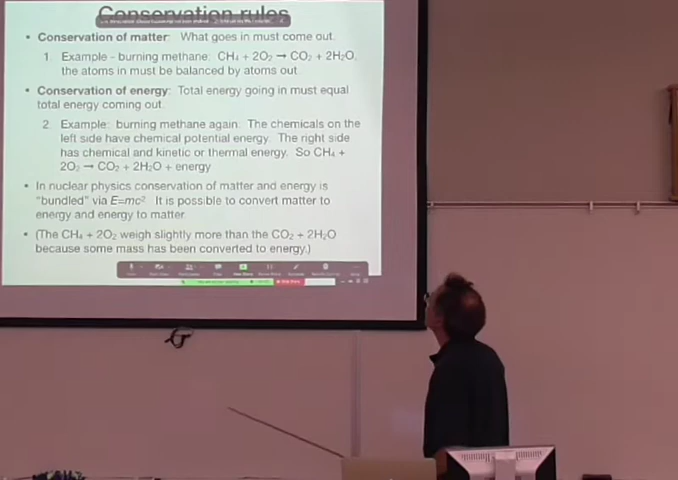 Conservation rules
• Conservation of matter: What goes in must come out.
1. Example - burning methane: CH₄ + 2O₂ → CO₂ + 2H₂O,
the atoms in must be balanced by atoms out.
• Conservation of energy: Total energy going in must equal
total energy coming out.
2. Example: burning methane again: The chemicals on the
left side have chemical potential energy. The right side
has chemical and kinetic or thermal energy. So CH₄ +
2O₂ → CO₂ + 2H₂O + energy
• In nuclear physics conservation of matter and energy is
"bundled" via E=mc² It is possible to convert matter to
energy and energy to matter
• (The CH₄ + 2O₂ weigh slightly more than the CO₂ + 2H₂O
because some mass has been converted to energy.)